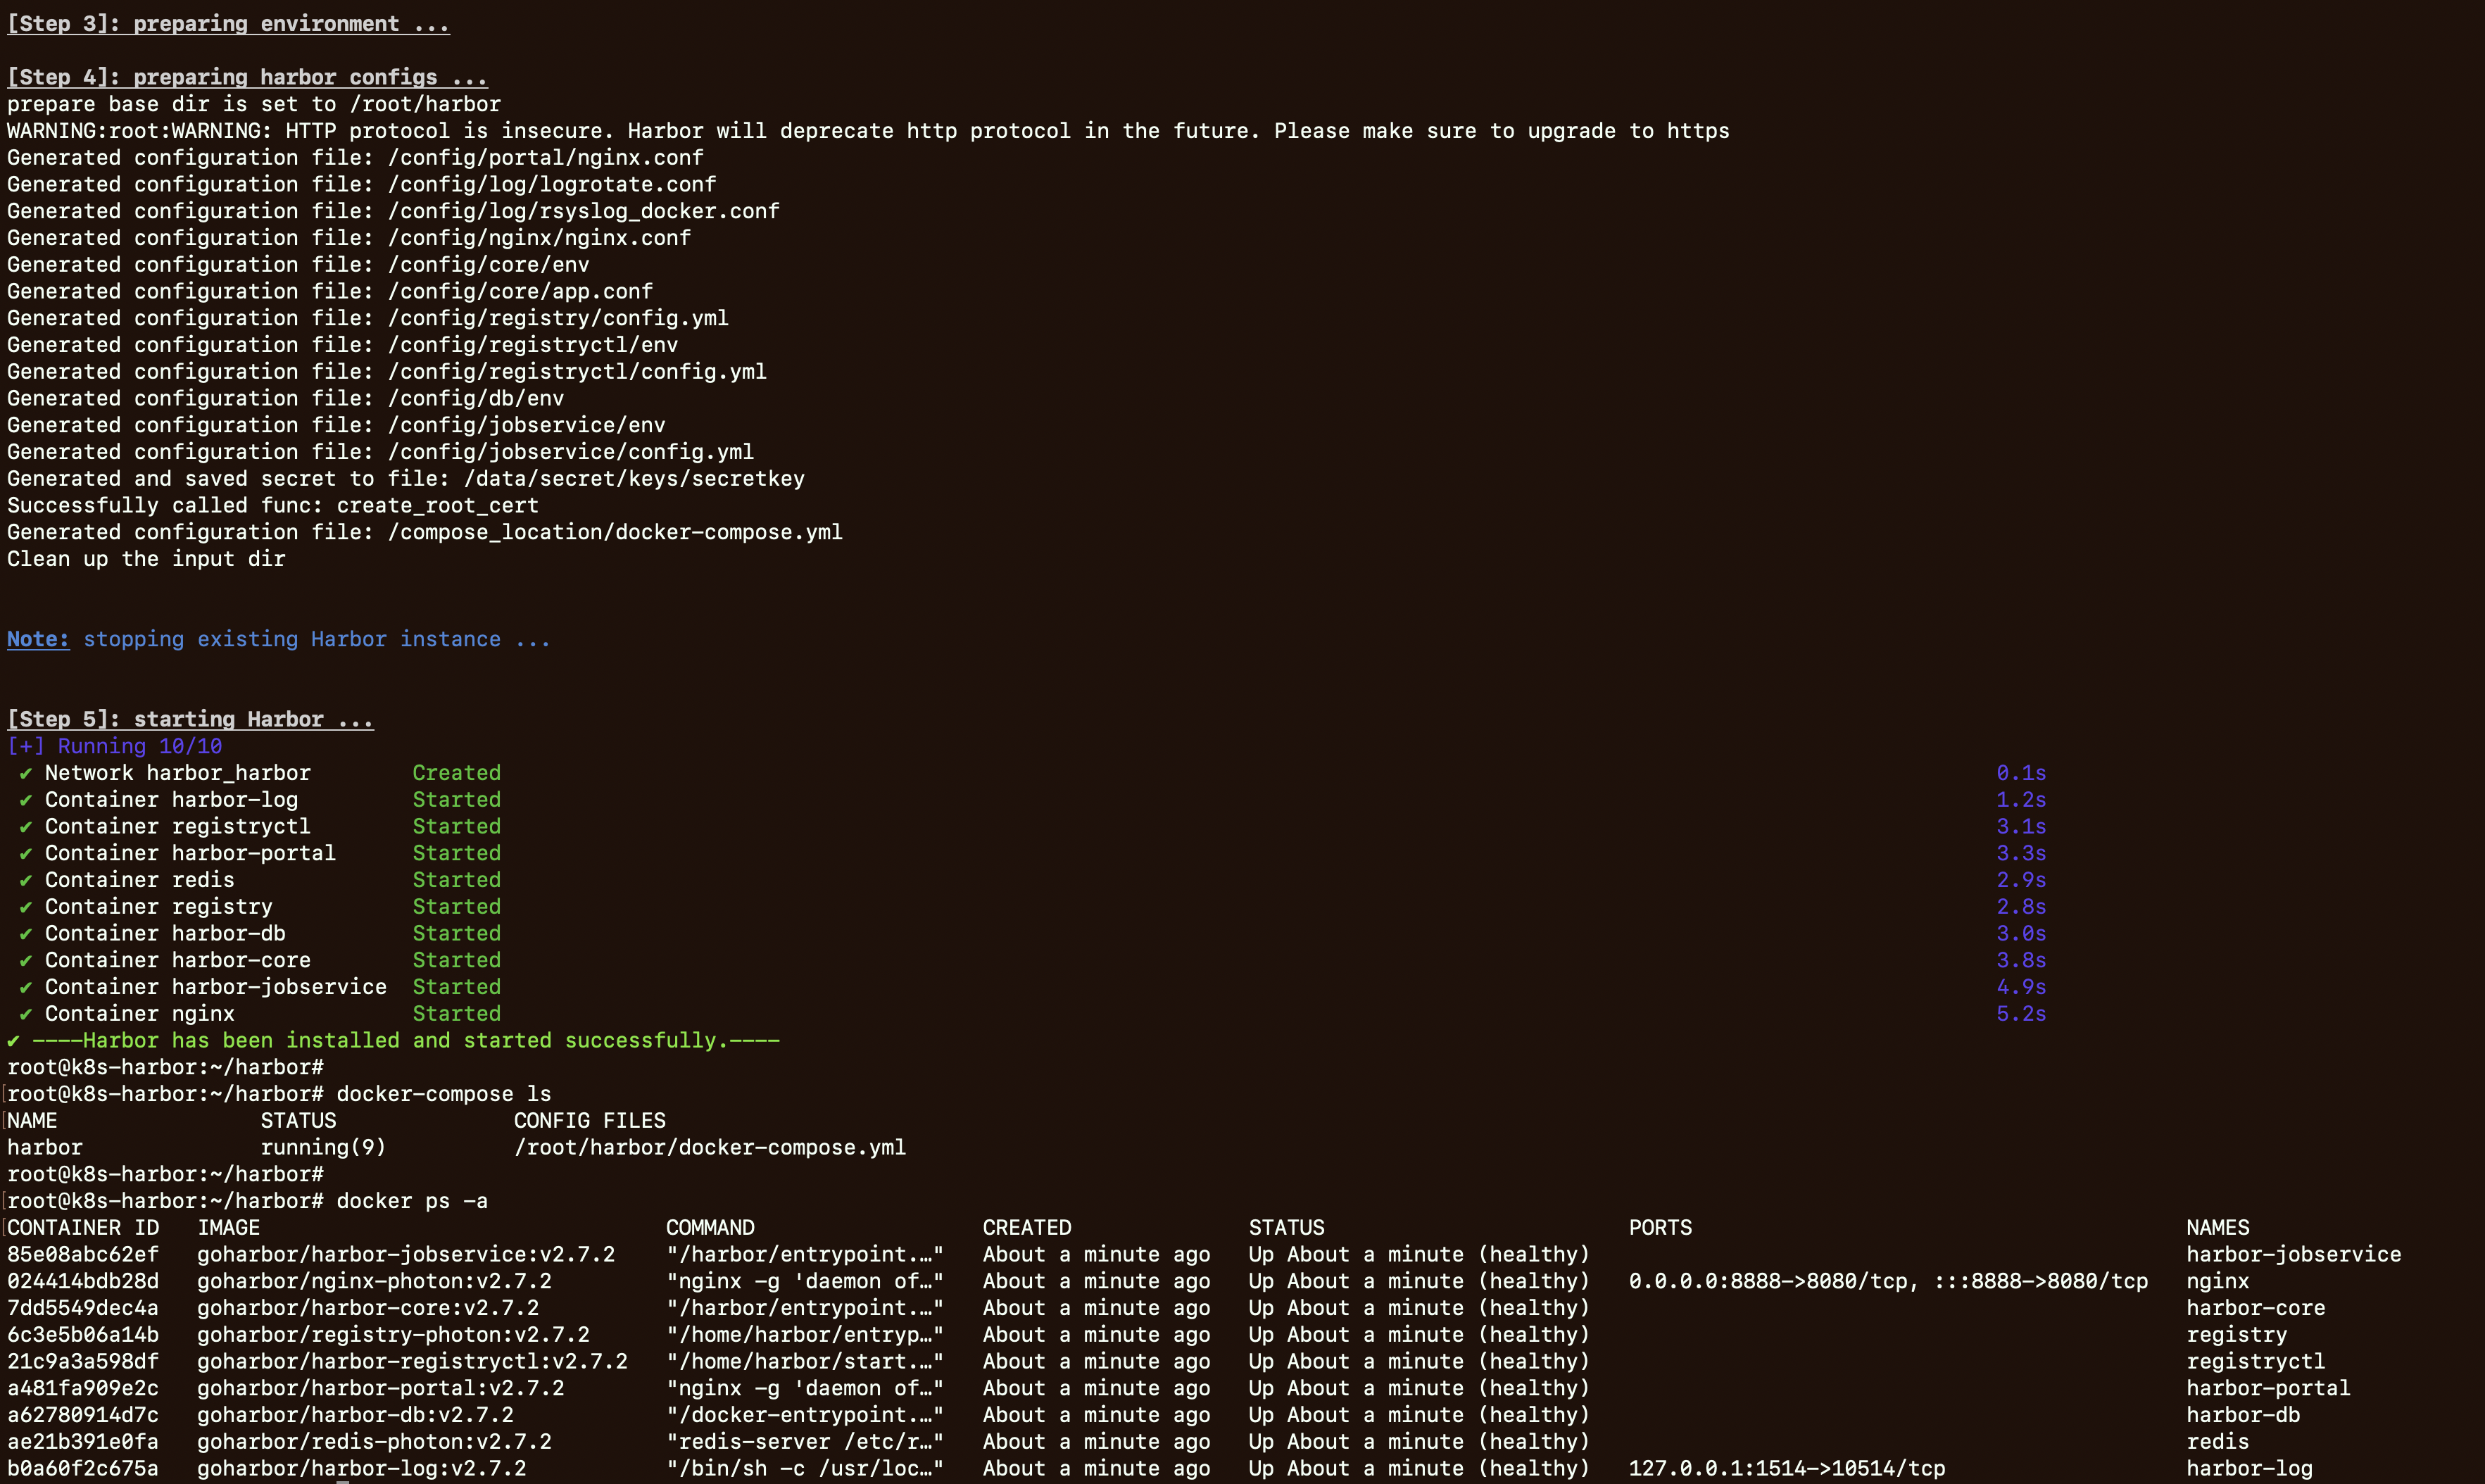 [Step 3]: preparing environment ...
[Step 4]: preparing harbor configs ...
prepare base dir is set to /root/harbor
WARNING:root:WARNING: HTTP protocol is insecure. Harbor will deprecate http protocol in the future. Please make sure to upgrade to https
Generated configuration file: /config/portal/nginx.conf
Generated configuration file: /config/log/logrotate.conf
Generated configuration file: /config/log/rsyslog_docker.conf
Generated configuration file: /config/nginx/nginx.conf
Generated configuration file: /config/core/env
Generated configuration file: /config/core/app.conf
Generated configuration file: /config/registry/config.yml
Generated configuration file: /config/registryctl/env
Generated configuration file: /config/registryctl/config.yml
Generated configuration file: /config/db/env
Generated configuration file: /config/jobservice/env
Generated configuration file: /config/jobservice/config.yml
Generated and saved secret to file: /data/secret/keys/secretkey
Successfully called func: create_root_cert
Generated configuration file: /compose_location/docker-compose.yml
Clean up the input dir
Note: stopping existing Harbor instance ...
[Step 5]: starting Harbor ...
[+] Running 10/10
✔ Network harbor_harbor Created 0.1s
✔ Container harbor-log Started 1.2s
✔ Container registryctl Started 3.1s
✔ Container harbor-portal Started 3.3s
✔ Container redis Started 2.9s
✔ Container registry Started 2.8s
✔ Container harbor-db Started 3.0s
✔ Container harbor-core Started 3.8s
✔ Container harbor-jobservice Started 4.9s
✔ Container nginx Started 5.2s
✔ ----Harbor has been installed and started successfully.----
root@k8s-harbor:~/harbor#
root@k8s-harbor:~/harbor# docker-compose ls
NAME STATUS CONFIG FILES
harbor running(9) /root/harbor/docker-compose.yml
root@k8s-harbor:~/harbor#
root@k8s-harbor:~/harbor# docker ps -a
CONTAINER ID IMAGE COMMAND CREATED STATUS PORTS NAMES
85e08abc62ef goharbor/harbor-jobservice:v2.7.2 "/harbor/entrypoint.…" About a minute ago Up About a minute (healthy) harbor-jobservice
024414bdb28d goharbor/nginx-photon:v2.7.2 "nginx -g 'daemon of…" About a minute ago Up About a minute (healthy) 0.0.0.0:8888->8080/tcp, :::8888->8080/tcp nginx
7dd5549dec4a goharbor/harbor-core:v2.7.2 "/harbor/entrypoint.…" About a minute ago Up About a minute (healthy) harbor-core
6c3e5b06a14b goharbor/registry-photon:v2.7.2 "/home/harbor/entryp…" About a minute ago Up About a minute (healthy) registry
21c9a3a598df goharbor/harbor-registryctl:v2.7.2 "/home/harbor/start.…" About a minute ago Up About a minute (healthy) registryctl
a481fa909e2c goharbor/harbor-portal:v2.7.2 "nginx -g 'daemon of…" About a minute ago Up About a minute (healthy) harbor-portal
a62780914d7c goharbor/harbor-db:v2.7.2 "/docker-entrypoint.…" About a minute ago Up About a minute (healthy) harbor-db
ae21b391e0fa goharbor/redis-photon:v2.7.2 "redis-server /etc/r…" About a minute ago Up About a minute (healthy) redis
b0a60f2c675a goharbor/harbor-log:v2.7.2 "/bin/sh -c /usr/loc…" About a minute ago Up About a minute (healthy) 127.0.0.1:1514->10514/tcp harbor-log